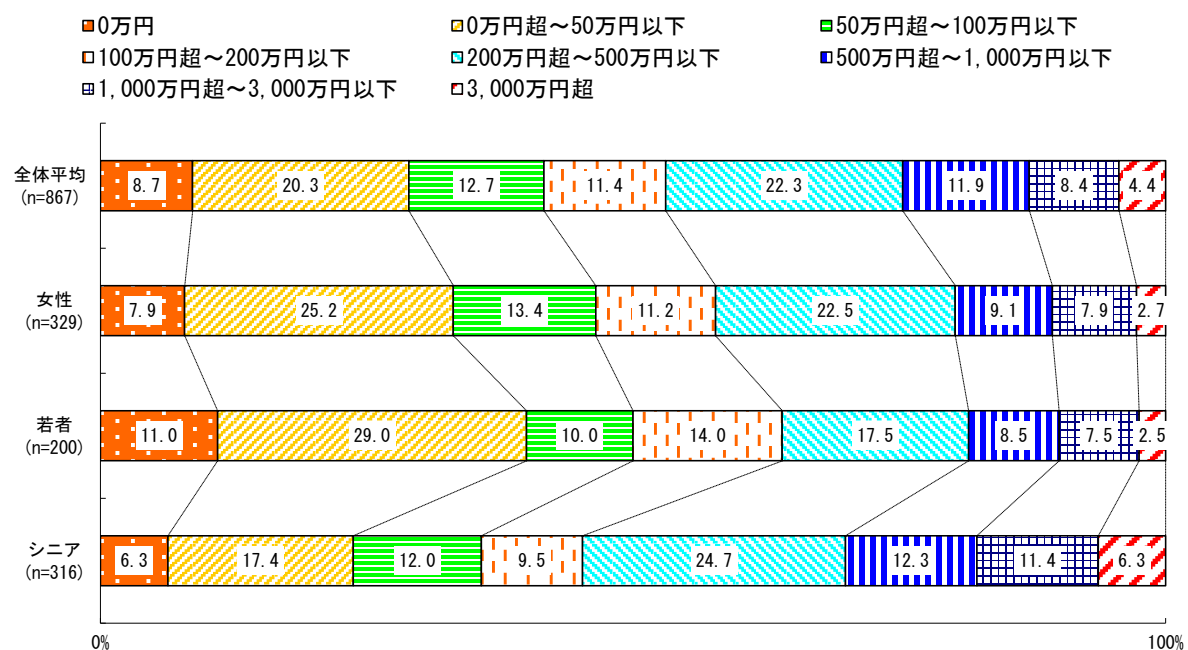 0万円 0万円超～50万円以下 50万円超～100万円以下
100万円超～200万円以下 200万円超～500万円以下 500万円超～1,000万円以下
1,000万円超～3,000万円以下 3,000万円超
全体平均
(n=867)
8.7 20.3 12.7 11.4 22.3 11.9 8.4 4.4
女性
(n=329)
7.9 25.2 13.4 11.2 22.5 9.1 7.9 2.7
若者
(n=200)
11.0 29.0 10.0 14.0 17.5 8.5 7.5 2.5
シニア
(n=316)
6.3 17.4 12.0 9.5 24.7 12.3 11.4 6.3
0% 100%